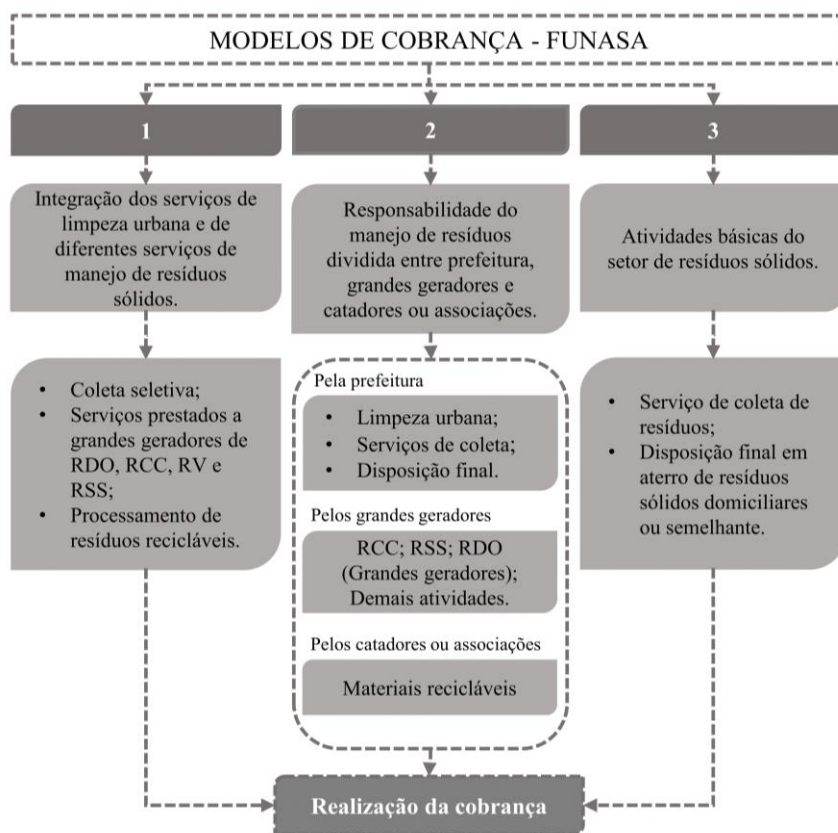 MODELOS DE COBRANÇA - FUNASA
1
2
3
Integração dos serviços de
limpeza urbana e de
diferentes serviços de
manejo de resíduos
sólidos.
Responsabilidade do
manejo de resíduos
dividida entre prefeitura,
grandes geradores e
catadores ou associações.
Atividades básicas do
setor de resíduos sólidos.
• Coleta seletiva;
• Serviços prestados a
grandes geradores de
RDO, RCC, RV e
RSS;
• Processamento de
resíduos recicláveis.
Pela prefeitura
• Limpeza urbana;
• Serviços de coleta;
• Disposição final.
Pelos grandes geradores
RCC; RSS; RDO
(Grandes geradores);
Demais atividades.
Pelos catadores ou associações
Materiais recicláveis
• Serviço de coleta de
resíduos;
• Disposição final em
aterro de resíduos
sólidos domiciliares
ou semelhante.
Realização da cobrança